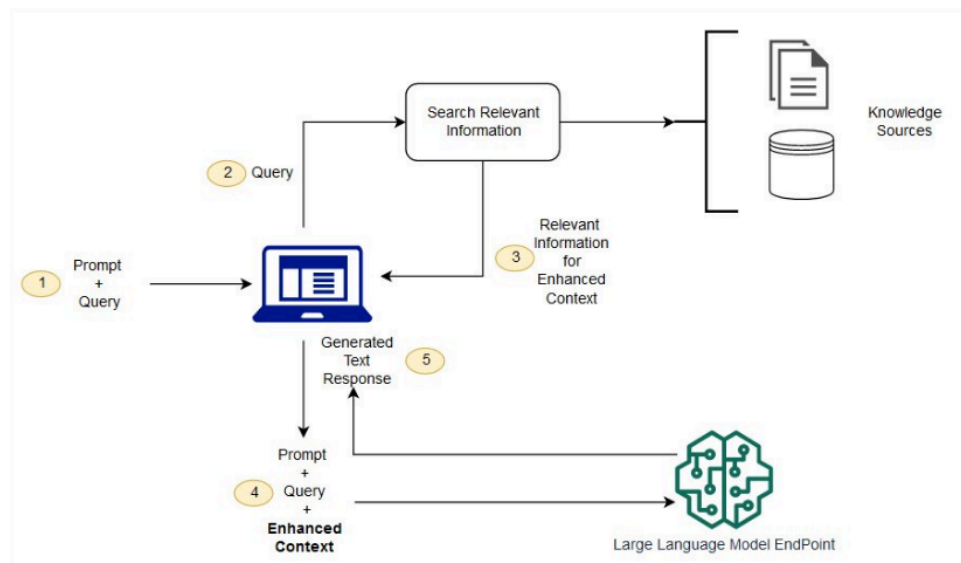 Search Relevant
Information
Knowledge
Sources
2
Query
Relevant
Information
for
Enhanced
Context
3
1
Prompt
+
Query
Generated
Text
Response
5
Prompt
+
4
Query
+
Enhanced
Context
Large Language Model EndPoint